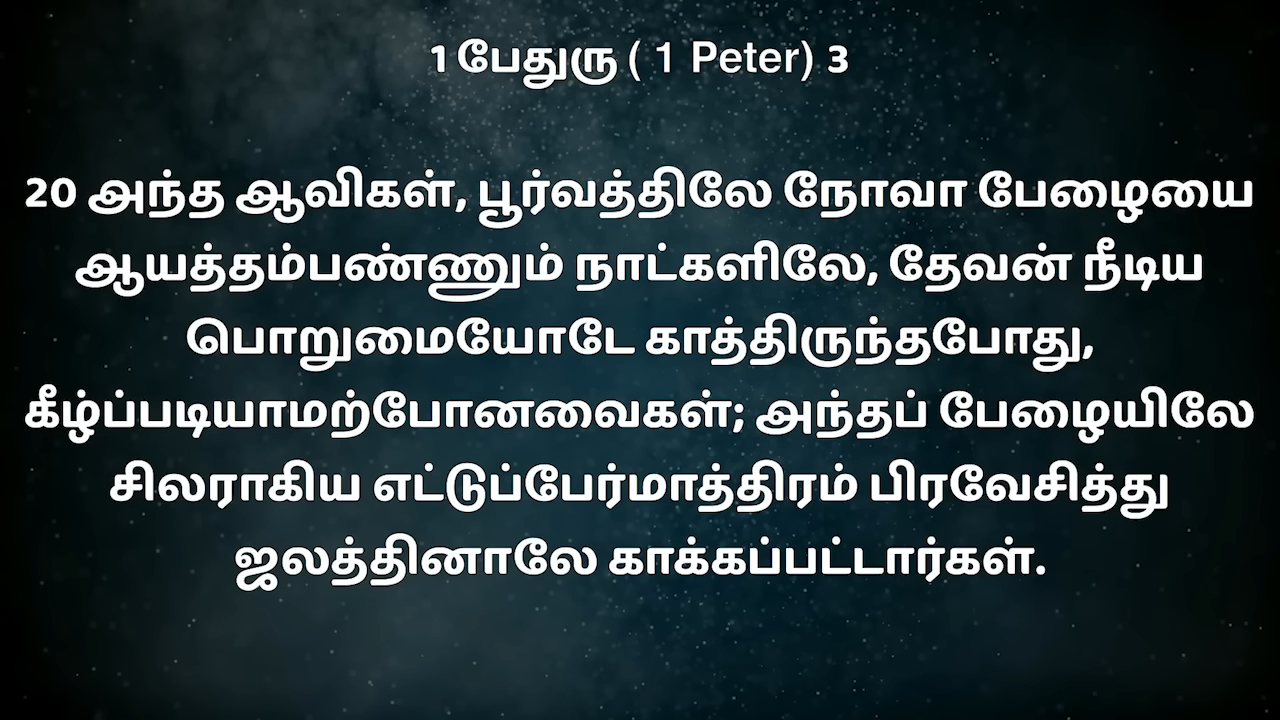 1 பேதுரு ( 1 Peter) 3
20 அந்த ஆவிகள், பூர்வத்திலே நோவா பேழையை
ஆயத்தம்பண்ணும் நாட்களிலே, தேவன் நீடிய
பொறுமையோடே காத்திருந்தபோது,
கீழ்ப்படியாமற்போனவைகள்; அந்தப் பேழையிலே
சிலராகிய எட்டுப்பேர்மாத்திரம் பிரவேசித்து
ஜலத்தினாலே காக்கப்பட்டார்கள்.